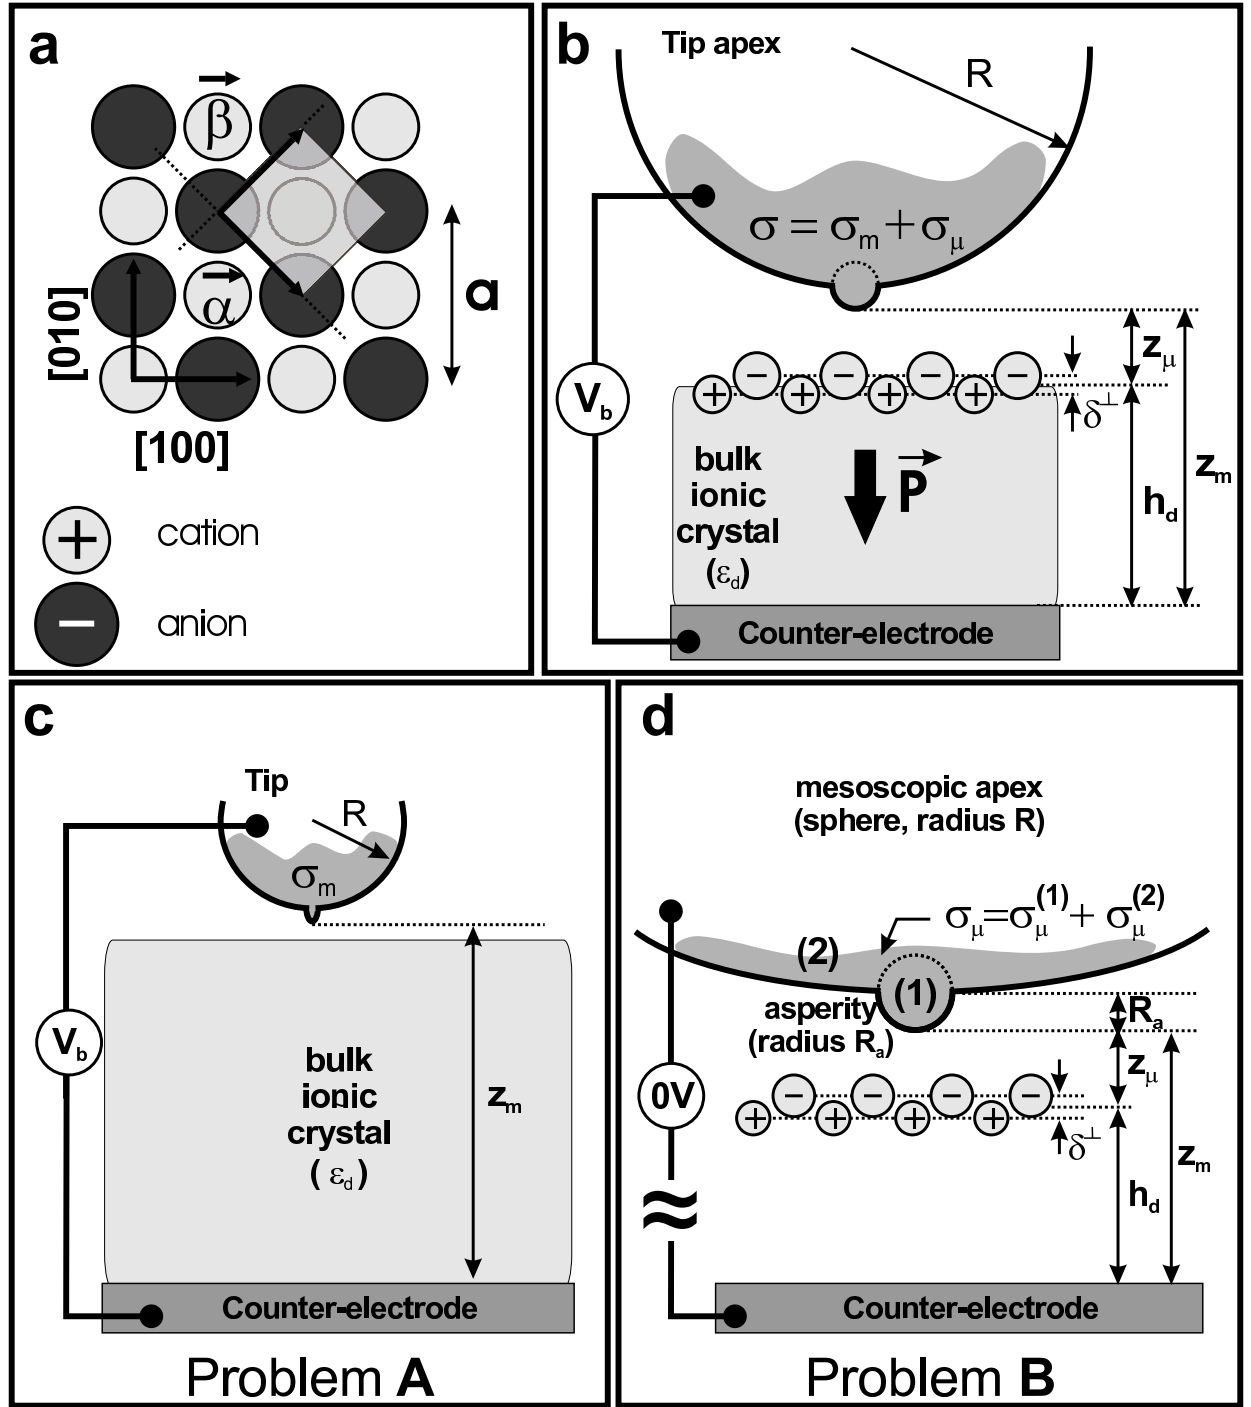 a
β
α
a
[010]
[100]
+ cation
− anion
b
Tip apex
R
σ = σm + σμ
Vb
− − − −
+ + + +
zμ
δ⊥
bulk
ionic
crystal
(εd)
P
hd
zm
Counter-electrode
c
Tip
R
σm
Vb
bulk
ionic
crystal
(εd)
zm
Counter-electrode
Problem A
d
mesoscopic apex
(sphere, radius R)
σμ=σμ(1)+ σμ(2)
(2)
(1)
asperity
(radius Ra)
Ra
zμ
0V
− − − −
+ + + +
δ⊥
hd
zm
≈
Counter-electrode
Problem B